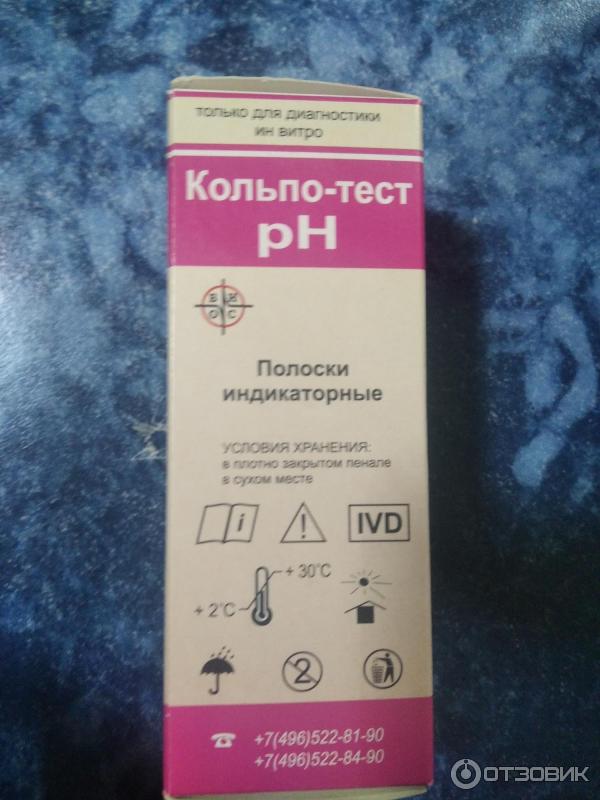 только для диагностики
ин витро
Кольпо-тест
pH
В К
О С
Полоски
индикаторные
УСЛОВИЯ ХРАНЕНИЯ:
в плотно закрытом пенале
в сухом месте
i
!
IVD
+ 30°C
+ 2°C
2
+7(496)522-81-90
+7(496)522-84-90
ОТЗОВИК